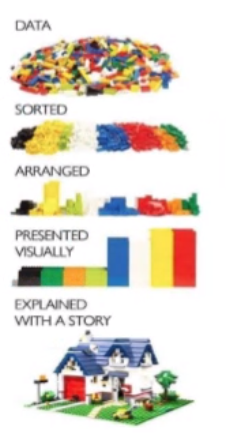 DATA
SORTED
ARRANGED
PRESENTED
VISUALLY
EXPLAINED
WITH A STORY